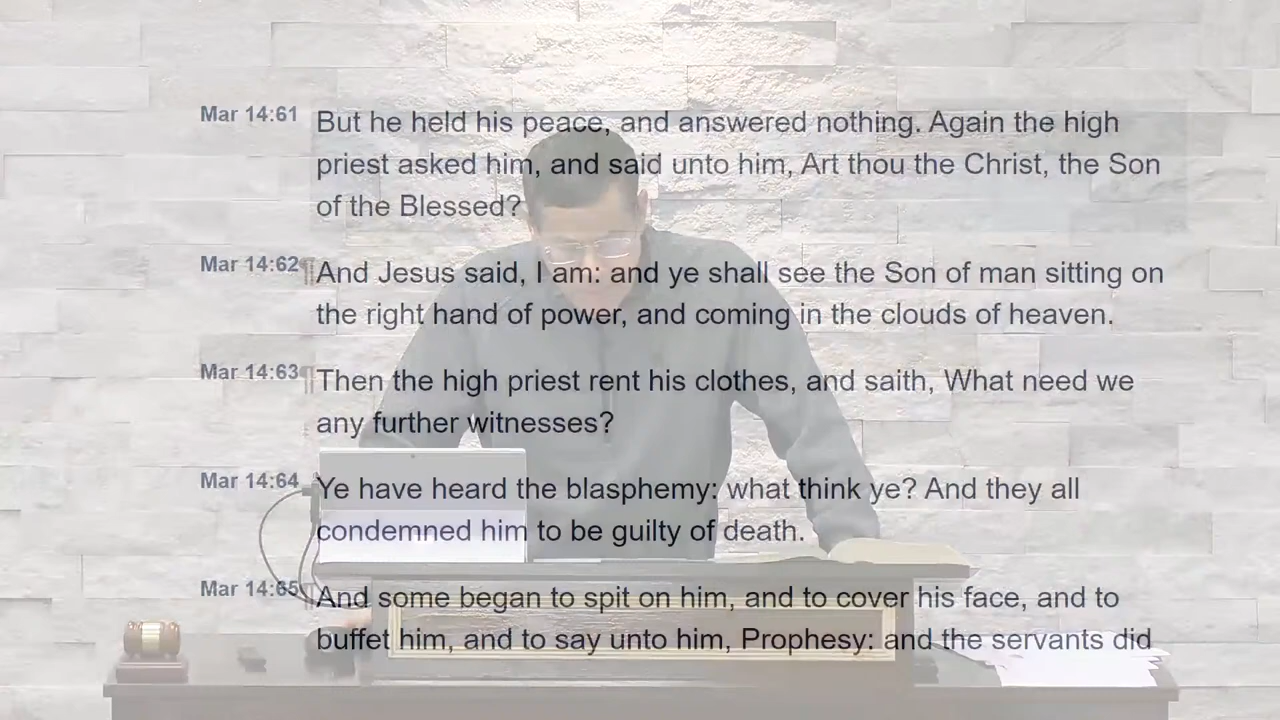 Mar 14:61 But he held his peace, and answered nothing. Again the high
priest asked him, and said unto him, Art thou the Christ, the Son
of the Blessed?
Mar 14:62 ¶And Jesus said, I am: and ye shall see the Son of man sitting on
the right hand of power, and coming in the clouds of heaven.
Mar 14:63 ¶Then the high priest rent his clothes, and saith, What need we
any further witnesses?
Mar 14:64 Ye have heard the blasphemy: what think ye? And they all
condemned him to be guilty of death.
Mar 14:65 And some began to spit on him, and to cover his face, and to
buffet him, and to say unto him, Prophesy: and the servants did